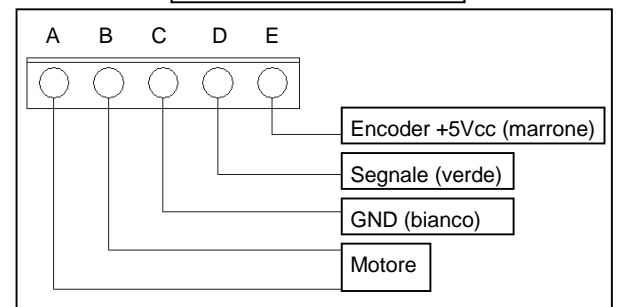 A B C D E
Encoder +5Vcc (marrone)
Segnale (verde)
GND (bianco)
Motore